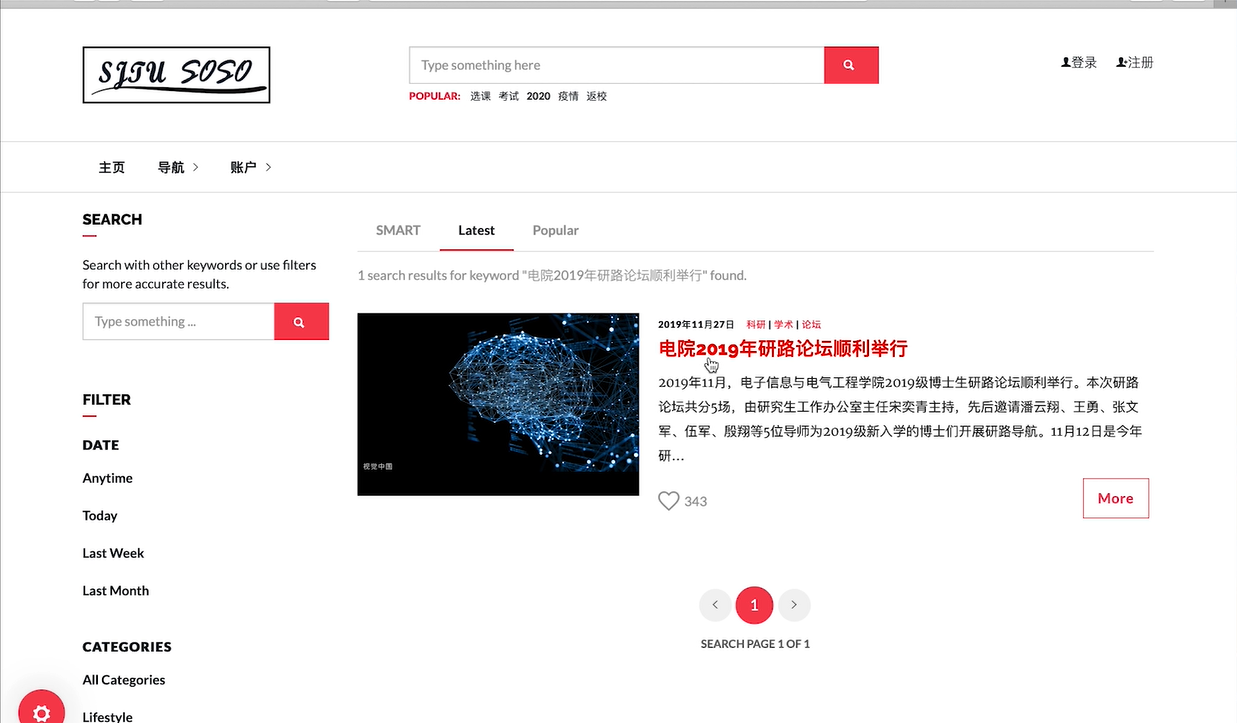 SJTU SOSO
Type something here
登录 注册
POPULAR: 选课 考试 2020 疫情 返校
主页 导航 账户
SEARCH
Search with other keywords or use filters
for more accurate results.
Type something ...
FILTER
DATE
Anytime
Today
Last Week
Last Month
CATEGORIES
All Categories
Lifestyle
SMART Latest Popular
1 search results for keyword "电院2019年研路论坛顺利举行" found.
视觉中国
2019年11月27日 科研 | 学术 | 论坛
电院2019年研路论坛顺利举行
2019年11月，电子信息与电气工程学院2019级博士生研路论坛顺利举行。本次研路
论坛共分5场，由研究生工作办公室主任宋奕青主持，先后邀请潘云翔、王勇、张文
军、伍军、殷翔等5位导师为2019级新入学的博士们开展研路导航。11月12日是今年
研...
343
More
1
SEARCH PAGE 1 OF 1